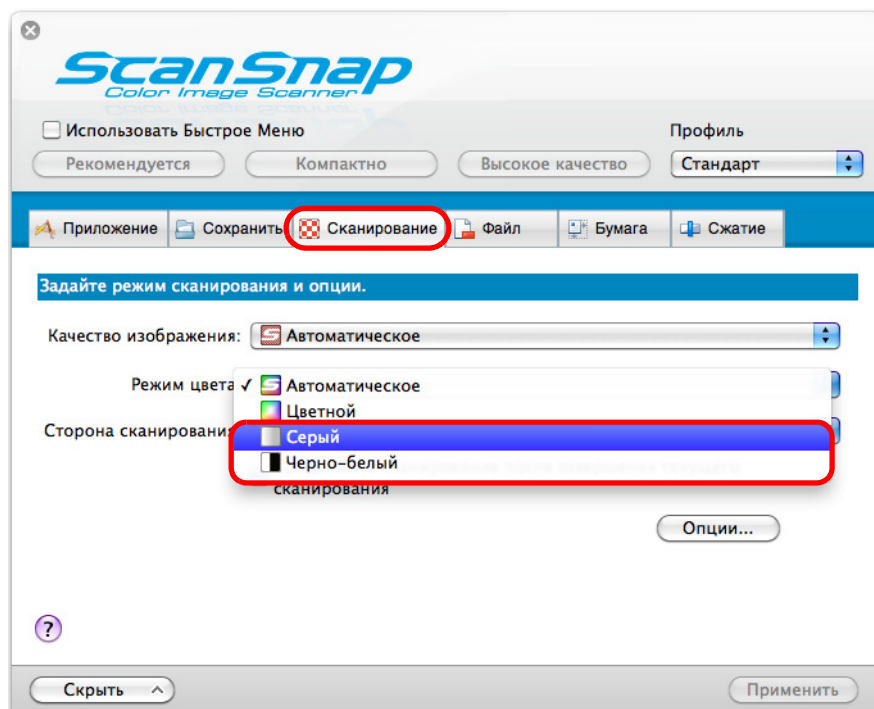 ScanSnap
Color Image Scanner
Использовать Быстрое Меню
Профиль
Рекомендуется
Компактно
Высокое качество
Стандарт
Приложение
Сохранить
Сканирование
Файл
Бумага
Сжатие
Задайте режим сканирования и опции.
Качество изображения: Автоматическое
Режим цвета ✓ Автоматическое
Цветной
Сторона сканирования
Серый
Черно-белый
сканирования
Опции...
?
Скрыть
Применить